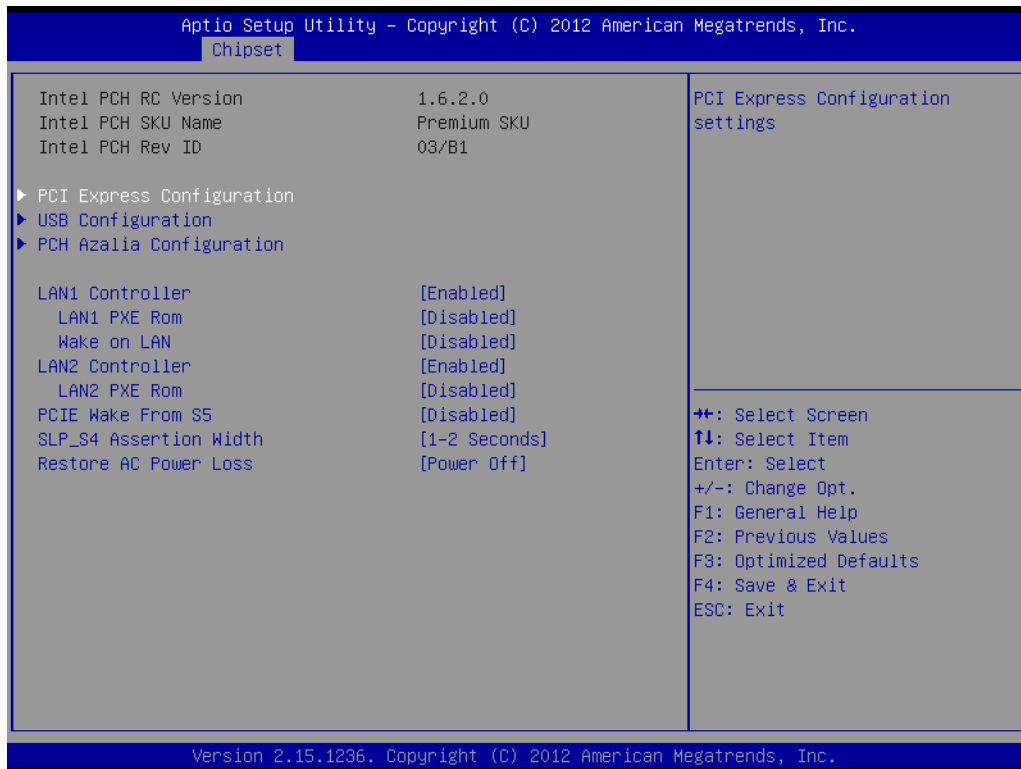 Aptio Setup Utility – Copyright (C) 2012 American Megatrends, Inc.
Chipset
Intel PCH RC Version 1.6.2.0
Intel PCH SKU Name Premium SKU
Intel PCH Rev ID 03/B1
▶ PCI Express Configuration
▶ USB Configuration
▶ PCH Azalia Configuration
LAN1 Controller [Enabled]
LAN1 PXE Rom [Disabled]
Wake on LAN [Disabled]
LAN2 Controller [Enabled]
LAN2 PXE Rom [Disabled]
PCIE Wake From S5 [Disabled]
SLP_S4 Assertion Width [1-2 Seconds]
Restore AC Power Loss [Power Off]
PCI Express Configuration
settings
→←: Select Screen
↑↓: Select Item
Enter: Select
+/-: Change Opt.
F1: General Help
F2: Previous Values
F3: Optimized Defaults
F4: Save & Exit
ESC: Exit
Version 2.15.1236. Copyright (C) 2012 American Megatrends, Inc.